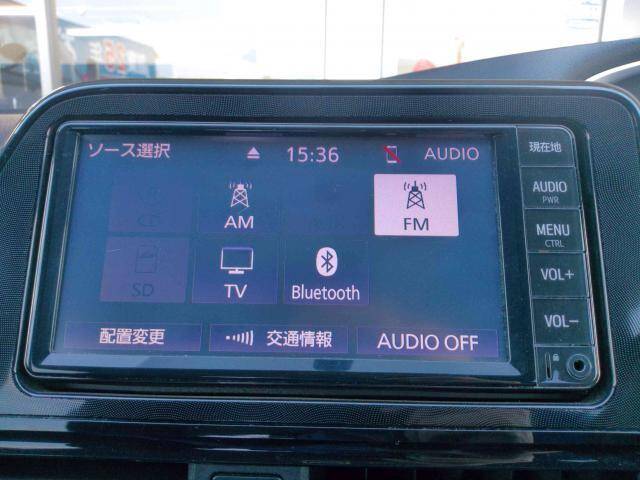 ソース選択 15:36 AUDIO
AM FM
SD TV Bluetooth
配置変更 交通情報 AUDIO OFF
現在地
AUDIO
PWR
MENU
CTRL
VOL+
VOL-